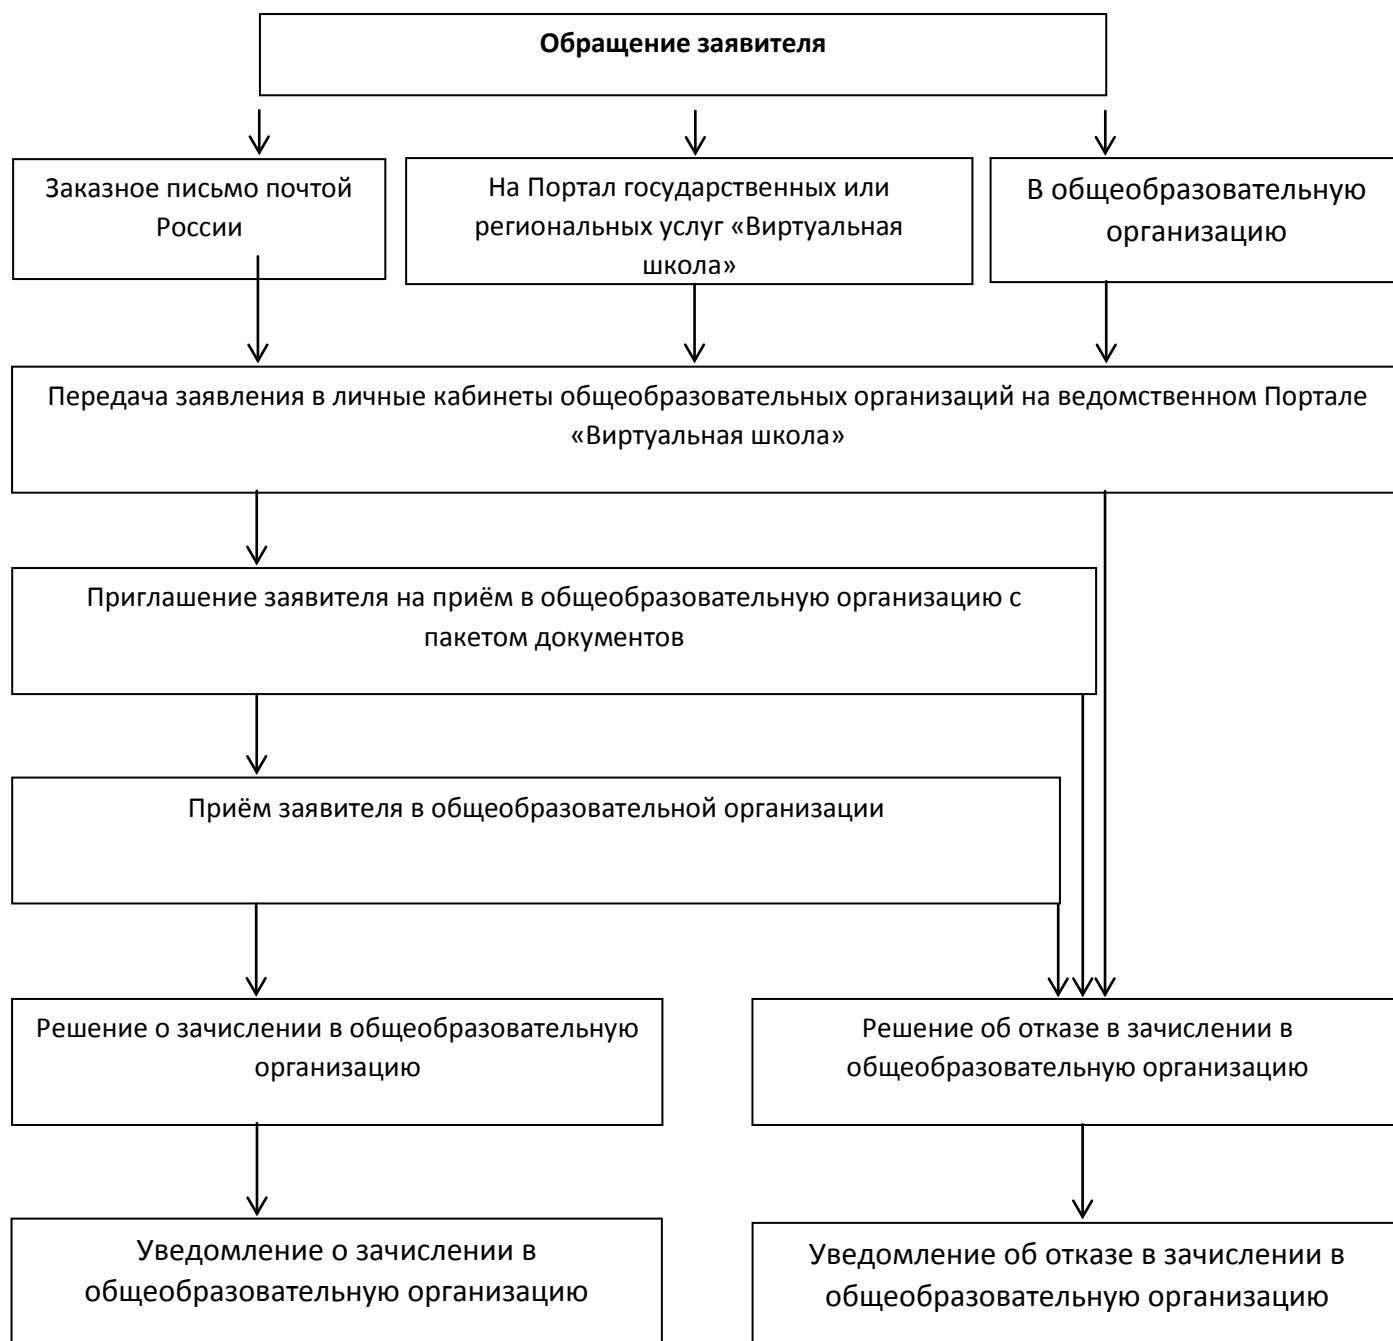 Обращение заявителя
Заказное письмо почтой
России
На Портал государственных или
региональных услуг «Виртуальная
школа»
В общеобразовательную
организацию
Передача заявления в личные кабинеты общеобразовательных организаций на ведомственном Портале
«Виртуальная школа»
Приглашение заявителя на приём в общеобразовательную организацию с
пакетом документов
Приём заявителя в общеобразовательной организации
Решение о зачислении в общеобразовательную
организацию
Решение об отказе в зачислении в
общеобразовательную организацию
Уведомление о зачислении в
общеобразовательную организацию
Уведомление об отказе в зачислении в
общеобразовательную организацию